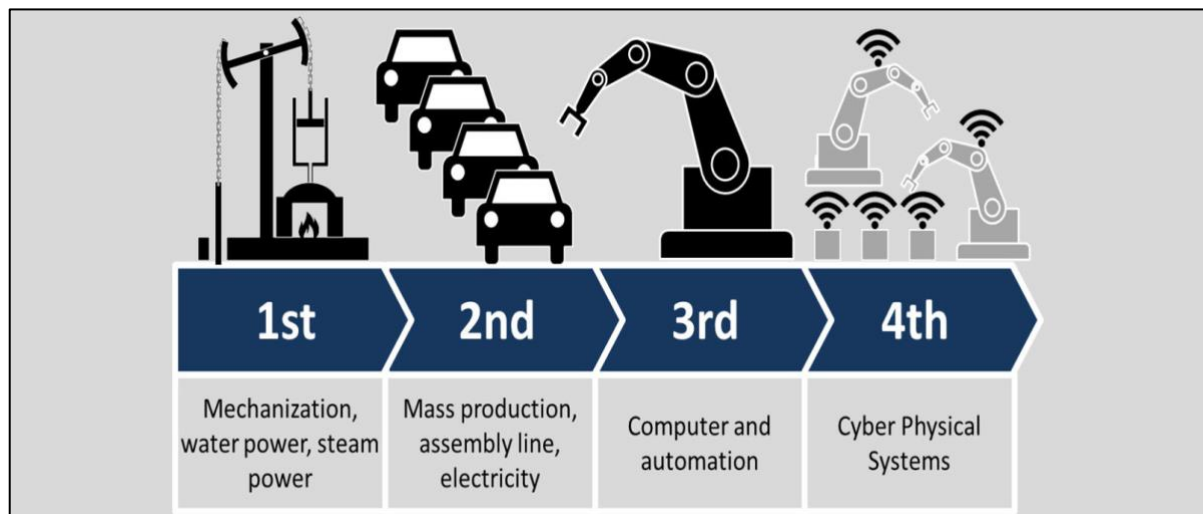 1st
2nd
3rd
4th
Mechanization,
water power, steam
power
Mass production,
assembly line,
electricity
Computer and
automation
Cyber Physical
Systems